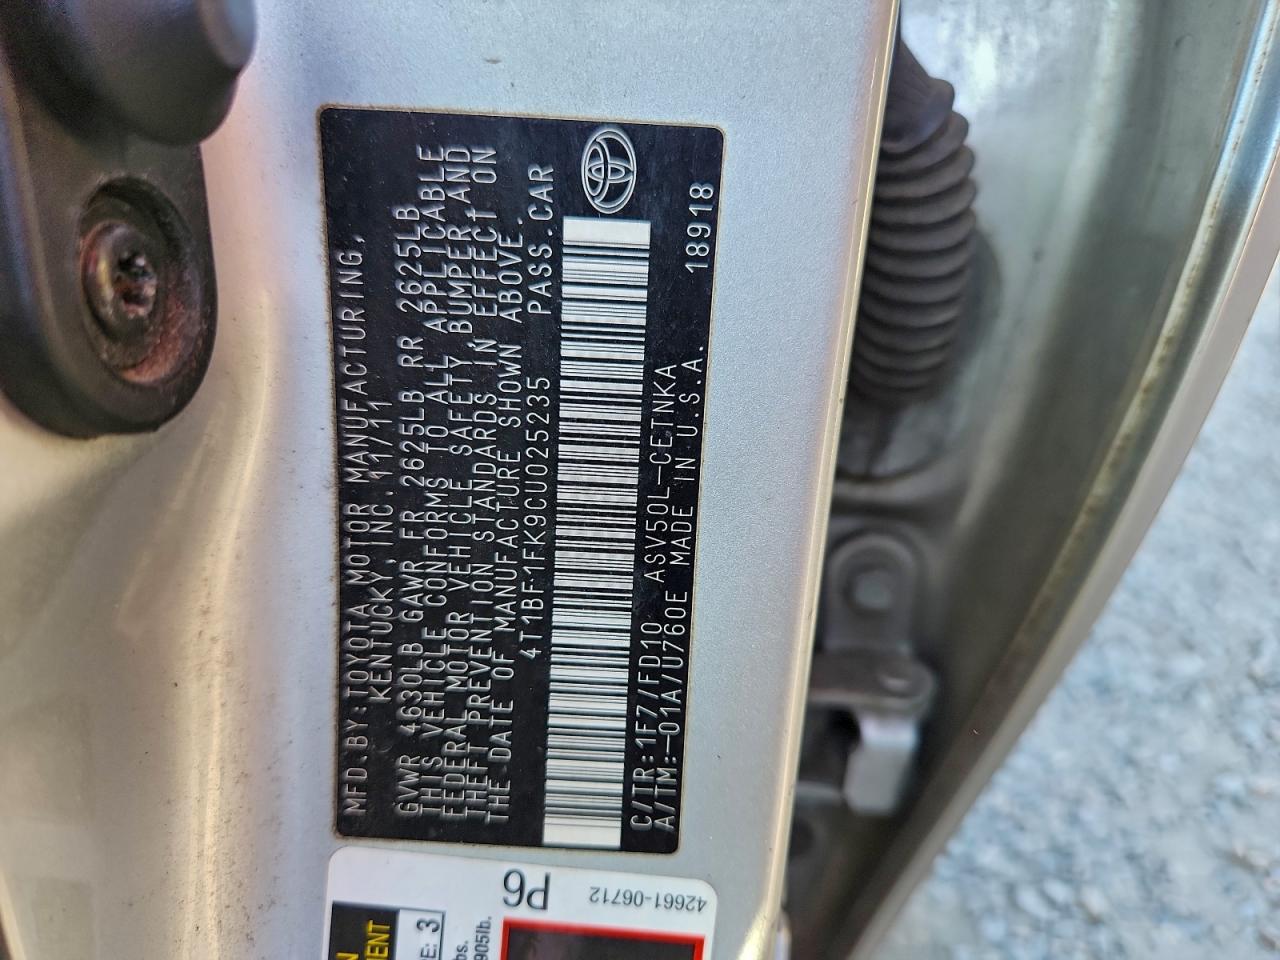 MFD.BY:TOYOTA MOTOR MANUFACTURING,
KENTUCKY,INC. 11/11
GVWR 4630LB GAWR FR 2625LB RR 2625LB
THIS VEHICLE CONFORMS TO ALL APPLICABLE
FEDERAL MOTOR VEHICLE SAFETY,BUMPER,AND
THEFT PREVENTION STANDARDS IN EFFECT ON
THE DATE OF MANUFACTURE SHOWN ABOVE.
4T1BF1FK9CU025235 PASS.CAR
C/TR:1F7/FD10 ASV50L-CETNKA
A/TM:-01A/U760E MADE IN U.S.A. 18918
P6
42661-06712
E: 3
905lb.